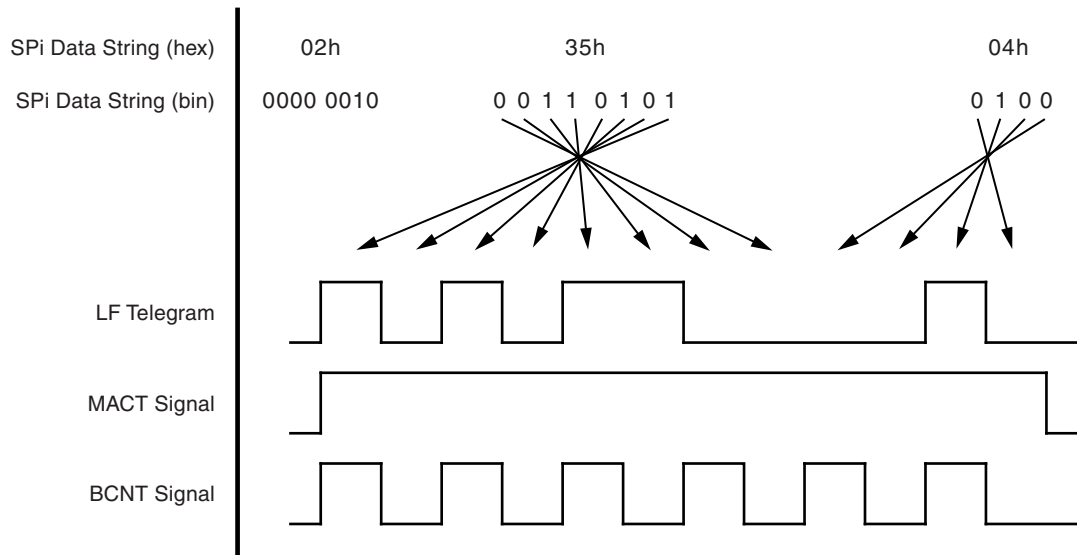 SPi Data String (hex) 02h 35h 04h
SPi Data String (bin) 0000 0010 0 0 1 1 0 1 0 1 0 1 0 0
LF Telegram
MACT Signal
BCNT Signal